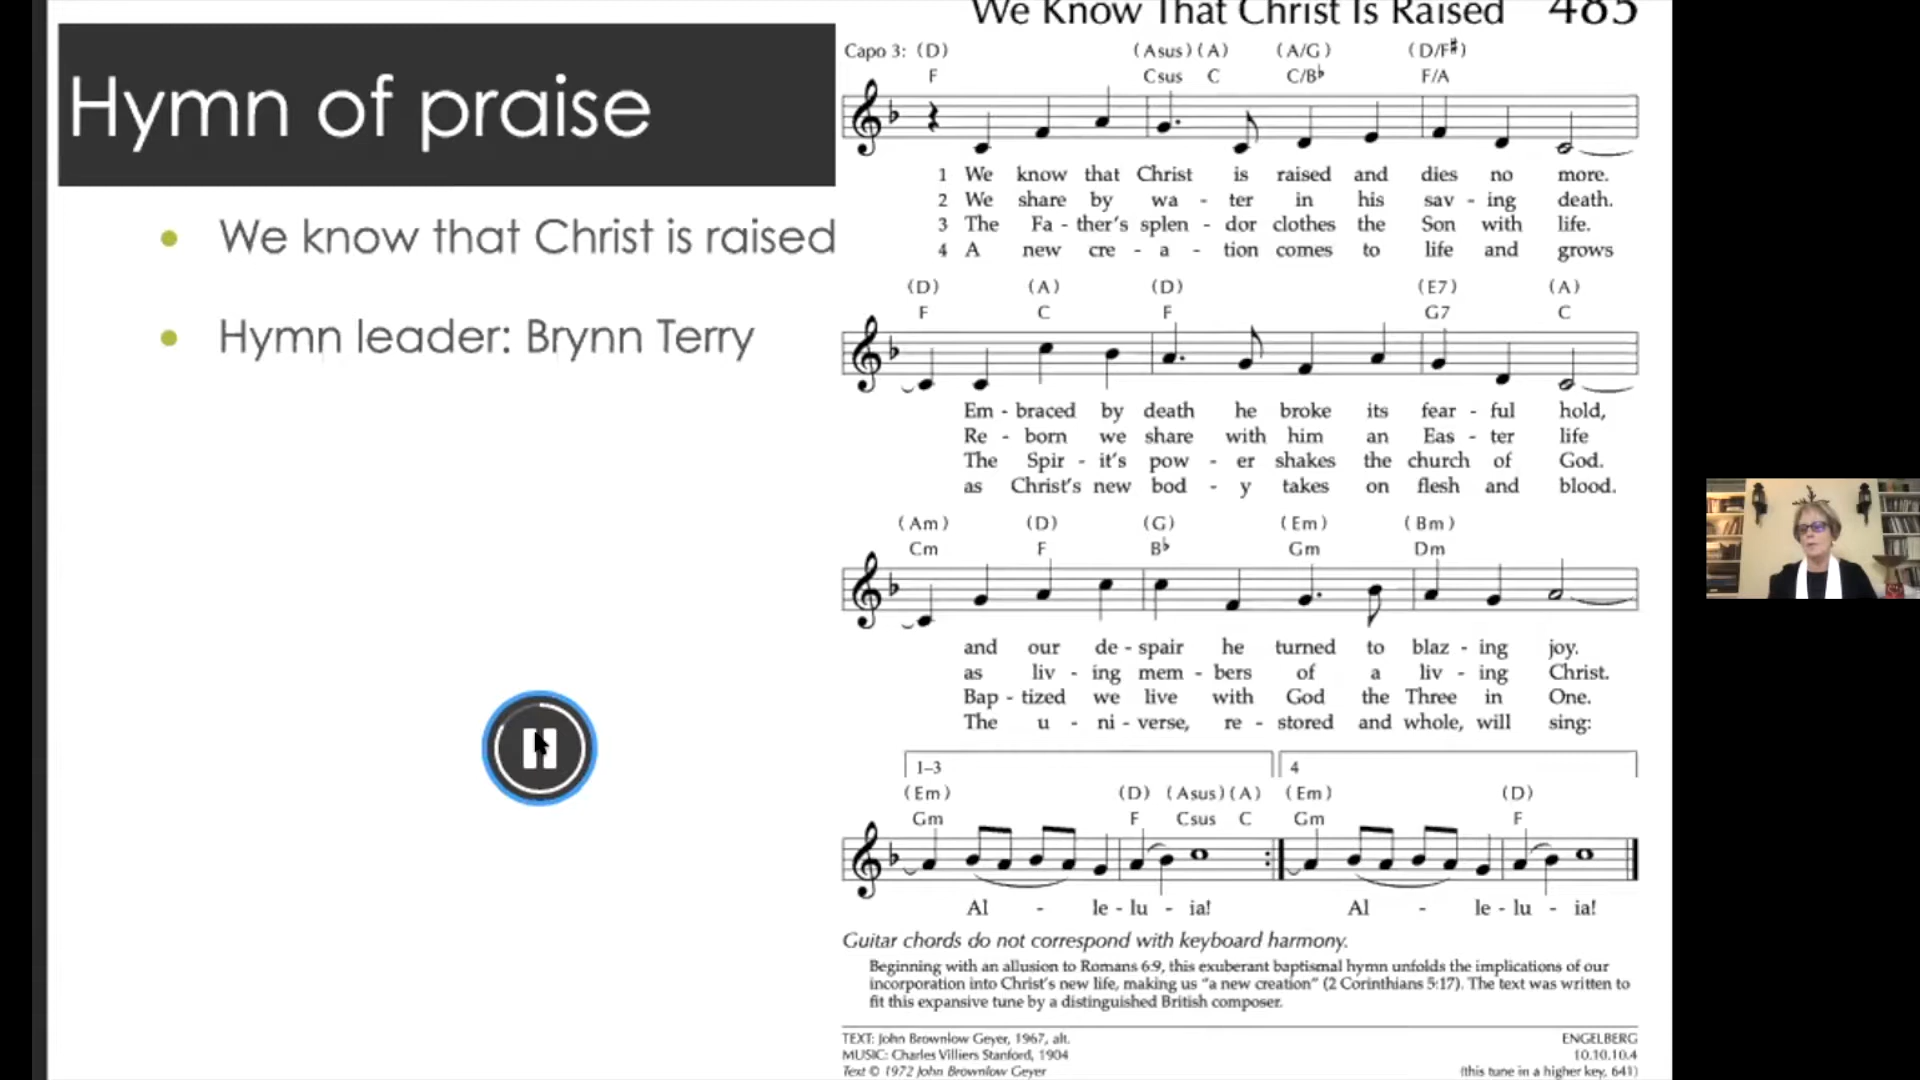 Hymn of praise
We know that Christ is raised
Hymn leader: Brynn Terry
We Know That Christ Is Raised 485
Capo 3: (D) (Asus) (A) (A/G) (D/F♯)
F Csus C C/B♭ F/A
1 We know that Christ is raised and dies no more.
2 We share by wa - ter in his sav - ing death.
3 The Fa - ther's splen - dor clothes the Son with life.
4 A new cre - a - tion comes to life and grows
(D) (A) (D) (E7) (A)
F C F G7 C
Em - braced by death he broke its fear - ful hold,
Re - born we share with him an Eas - ter life
The Spir - it's pow - er shakes the church of God.
as Christ's new bod - y takes on flesh and blood.
(Am) (D) (G) (Em) (Bm)
Cm F B♭ Gm Dm
and our de - spair he turned to blaz - ing joy.
as liv - ing mem - bers of a liv - ing Christ.
Bap - tized we live with God the Three in One.
The u - ni - verse, re - stored and whole, will sing:
1–3 4
(Em) (D) (Asus) (A) (Em) (D)
Gm F Csus C Gm F
Al - le - lu - ia! Al - le - lu - ia!
Guitar chords do not correspond with keyboard harmony.
Beginning with an allusion to Romans 6:9, this exuberant baptismal hymn unfolds the implications of our
incorporation into Christ's new life, making us "a new creation" (2 Corinthians 5:17). The text was written to
fit this expansive tune by a distinguished British composer.
TEXT: John Brownlow Geyer, 1967, alt. ENGELBERG
MUSIC: Charles Villiers Stanford, 1904 10.10.10.4
Text © 1972 John Brownlow Geyer (this tune in a higher key, 641)